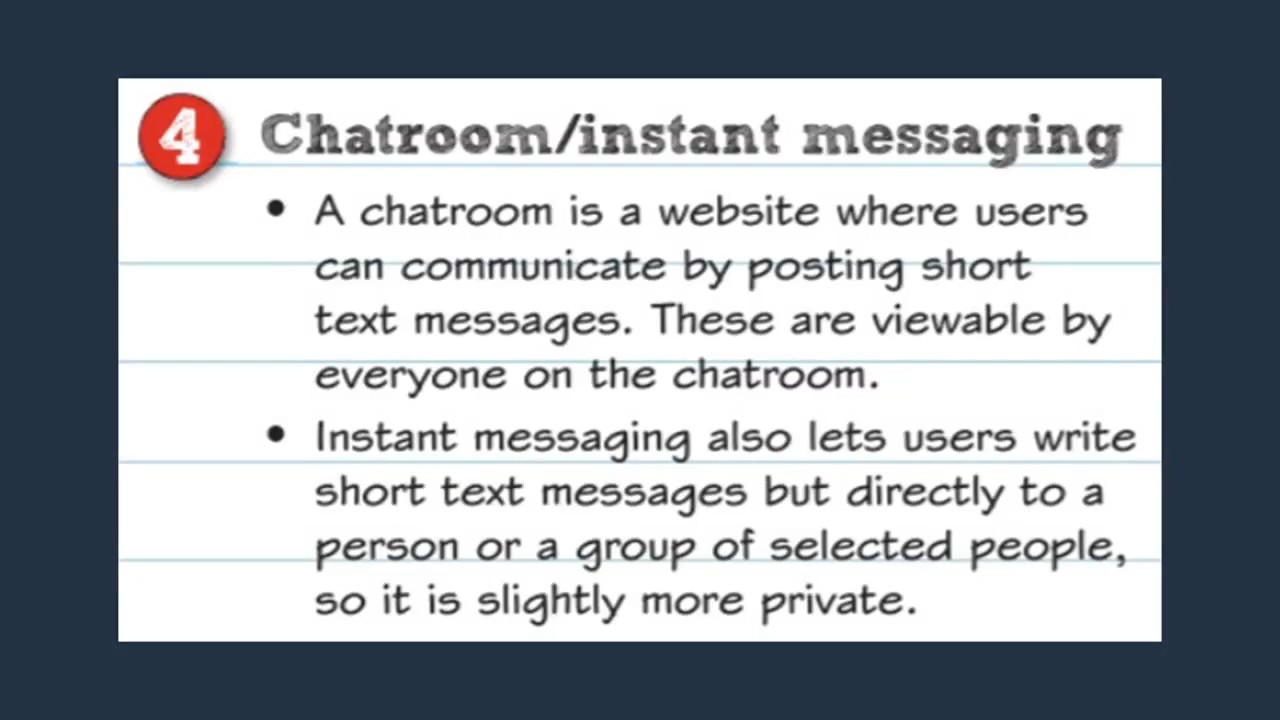 4 Chatroom/instant messaging
• A chatroom is a website where users
can communicate by posting short
text messages. These are viewable by
everyone on the chatroom.
• Instant messaging also lets users write
short text messages but directly to a
person or a group of selected people,
so it is slightly more private.